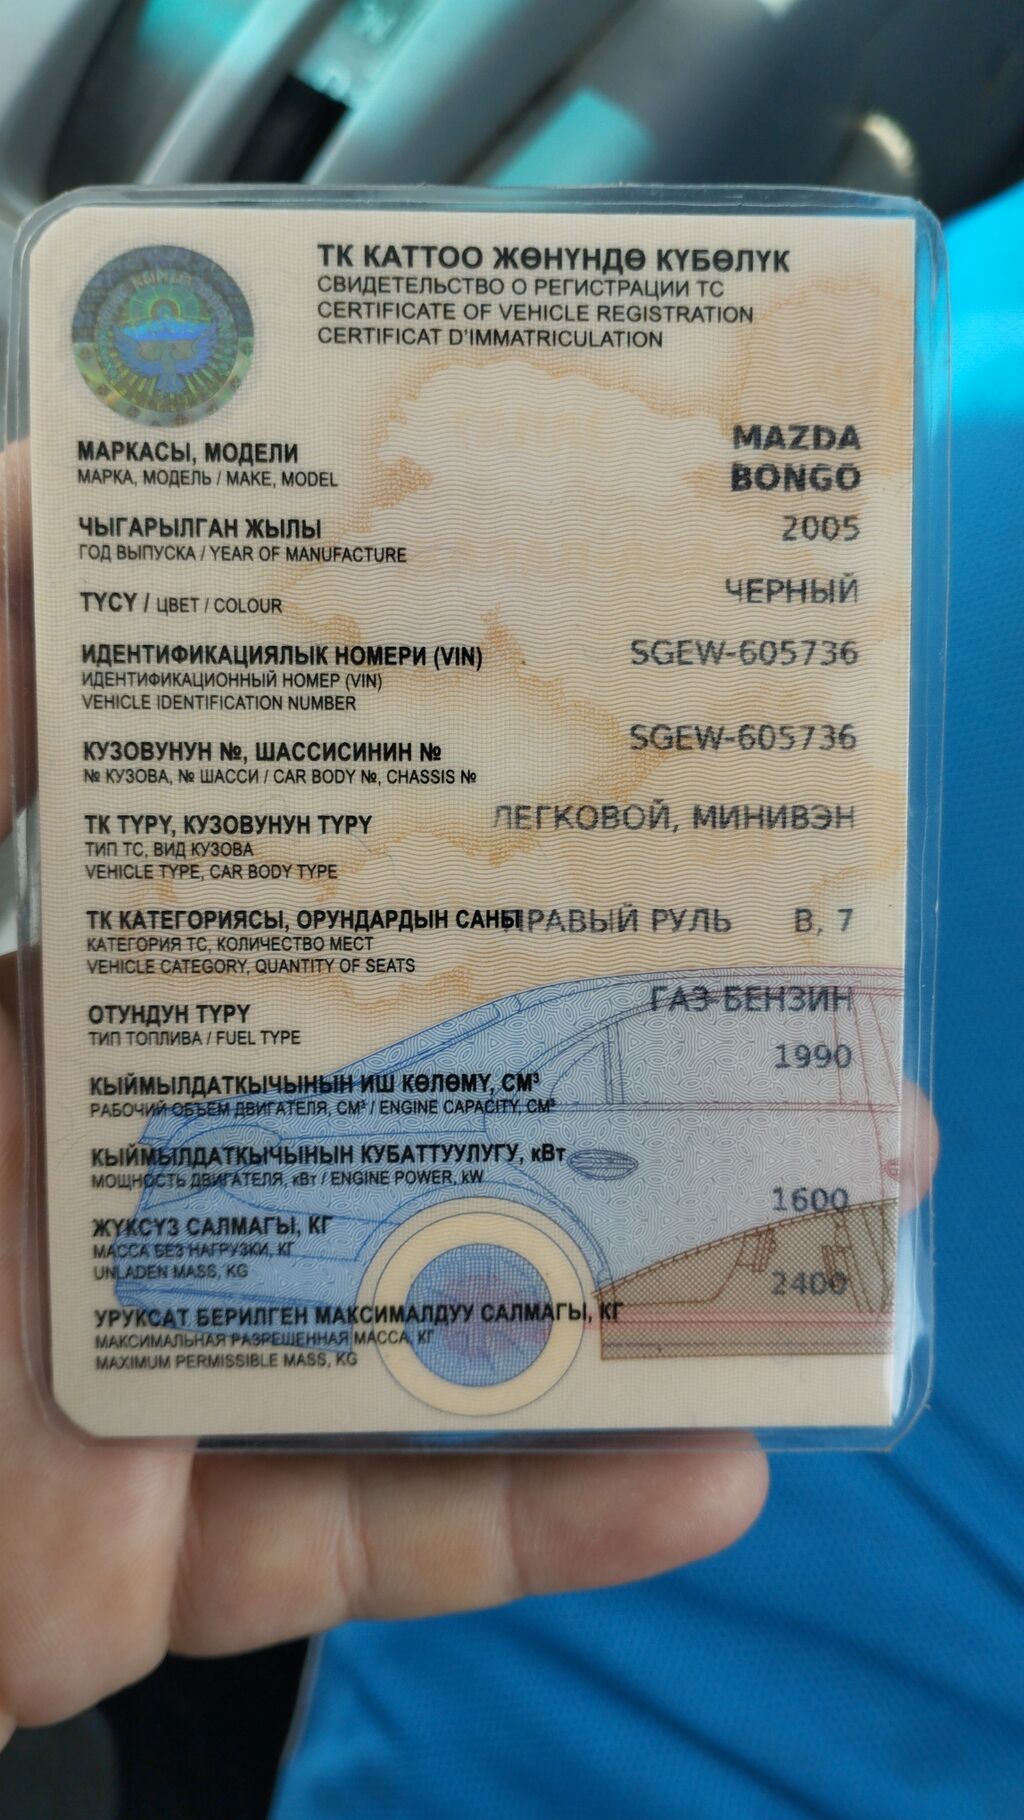 ТК КАТТОО ЖӨНҮНДӨ КҮБӨЛҮК
СВИДЕТЕЛЬСТВО О РЕГИСТРАЦИИ ТС
CERTIFICATE OF VEHICLE REGISTRATION
CERTIFICAT D'IMMATRICULATION
МАРКАСЫ, МОДЕЛИ
МАРКА, МОДЕЛЬ / MAKE, MODEL
MAZDA
BONGO
ЧЫГАРЫЛГАН ЖЫЛЫ
ГОД ВЫПУСКА / YEAR OF MANUFACTURE
2005
ТҮСҮ / ЦВЕТ / COLOUR
ЧЕРНЫЙ
ИДЕНТИФИКАЦИЯЛЫК НОМЕРИ (VIN)
ИДЕНТИФИКАЦИОННЫЙ НОМЕР (VIN)
VEHICLE IDENTIFICATION NUMBER
SGEW-605736
КУЗОВУНУН №, ШАССИСИНИН №
№ КУЗОВА, № ШАССИ / CAR BODY №, CHASSIS №
SGEW-605736
ТК ТҮРҮ, КУЗОВУНУН ТҮРҮ
ТИП ТС, ВИД КУЗОВА
VEHICLE TYPE, CAR BODY TYPE
ЛЕГКОВОЙ, МИНИВЭН
ТК КАТЕГОРИЯСЫ, ОРУНДАРДЫН САНЫ
КАТЕГОРИЯ ТС, КОЛИЧЕСТВО МЕСТ
VEHICLE CATEGORY, QUANTITY OF SEATS
ПРАВЫЙ РУЛЬ B, 7
ОТУНДУН ТҮРҮ
ТИП ТОПЛИВА / FUEL TYPE
ГАЗ-БЕНЗИН
КЫЙМЫЛДАТКЫЧЫНЫН ИШ КӨЛӨМҮ, СМ³
РАБОЧИЙ ОБЪЕМ ДВИГАТЕЛЯ, СМ³ / ENGINE CAPACITY, CM³
1990
КЫЙМЫЛДАТКЫЧЫНЫН КУБАТТУУЛУГУ, кВт
МОЩНОСТЬ ДВИГАТЕЛЯ, кВт / ENGINE POWER, kW
ЖҮКСҮЗ САЛМАГЫ, КГ
МАССА БЕЗ НАГРУЗКИ, КГ
UNLADEN MASS, KG
1600
УРУКСАТ БЕРИЛГЕН МАКСИМАЛДУУ САЛМАГЫ, КГ
МАКСИМАЛЬНАЯ РАЗРЕШЕННАЯ МАССА, КГ
MAXIMUM PERMISSIBLE MASS, KG
2400